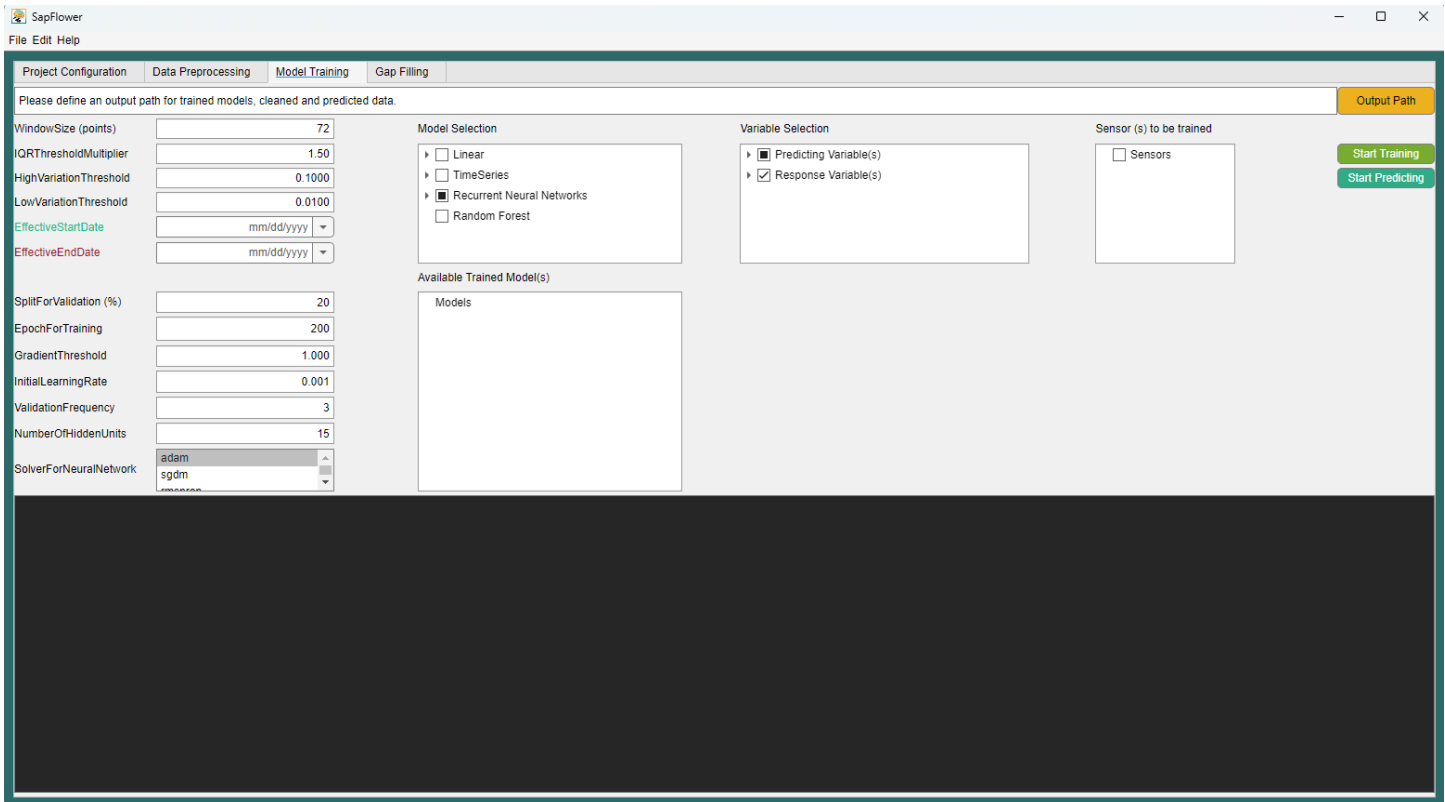 SapFlower
File Edit Help
Project Configuration Data Preprocessing Model Training Gap Filling
Please define an output path for trained models, cleaned and predicted data. Output Path
WindowSize (points) 72
IQRThresholdMultiplier 1.50
HighVariationThreshold 0.1000
LowVariationThreshold 0.0100
EffectiveStartDate mm/dd/yyyy
EffectiveEndDate mm/dd/yyyy
SplitForValidation (%) 20
EpochForTraining 200
GradientThreshold 1.000
InitialLearningRate 0.001
ValidationFrequency 3
NumberOfHiddenUnits 15
SolverForNeuralNetwork
adam
sgdm
Model Selection
Linear
TimeSeries
Recurrent Neural Networks
Random Forest
Available Trained Model(s)
Models
Variable Selection
Predicting Variable(s)
Response Variable(s)
Sensor (s) to be trained
Sensors
Start Training
Start Predicting